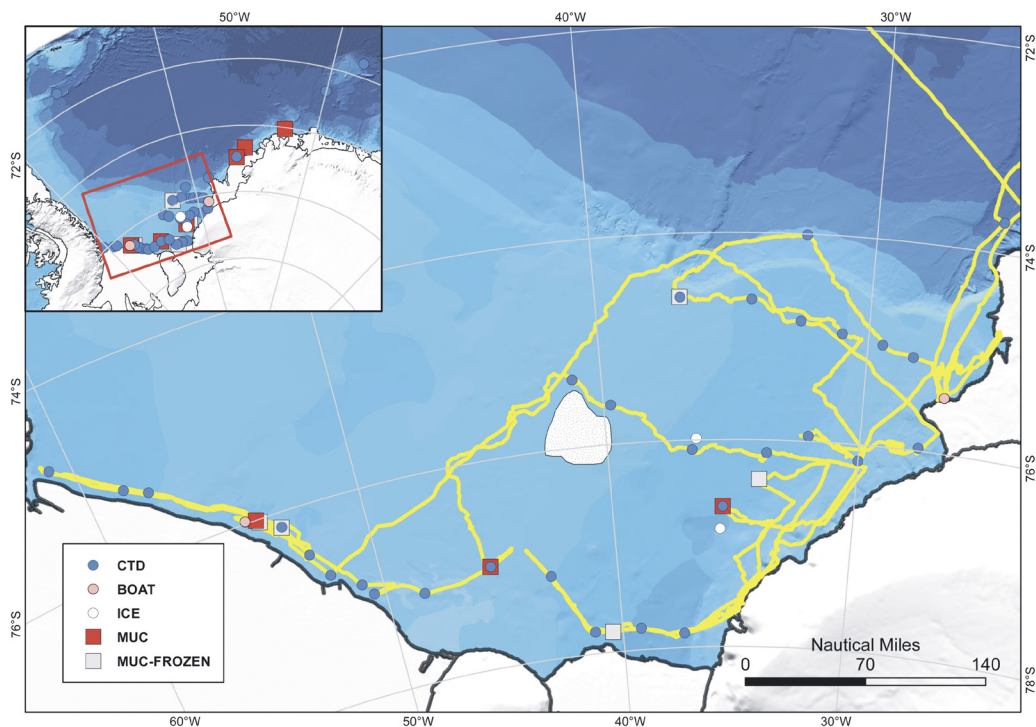 50°W
40°W
30°W
72°S
72°S
74°S
74°S
76°S
76°S
78°S
CTD
BOAT
ICE
MUC
MUC-FROZEN
Nautical Miles
0 70 140
60°W
50°W
40°W
30°W